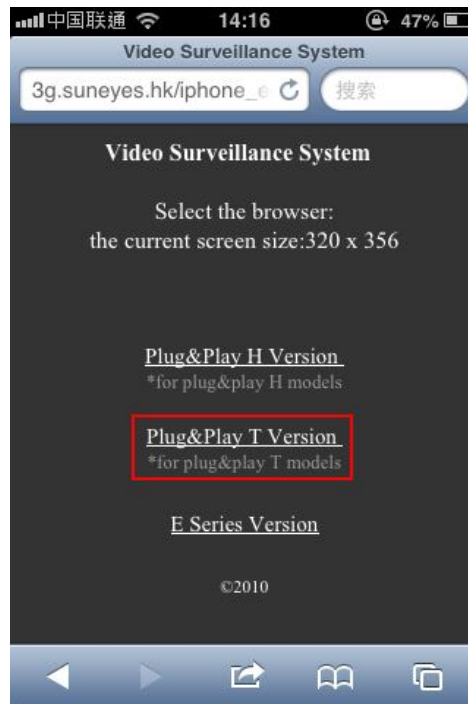 中国联通 14:16 47%
Video Surveillance System
3g.suneyes.hk/iphone_e 搜索
Video Surveillance System
Select the browser:
the current screen size:320 x 356
Plug&Play H Version
*for plug&play H models
Plug&Play T Version
*for plug&play T models
E Series Version
©2010